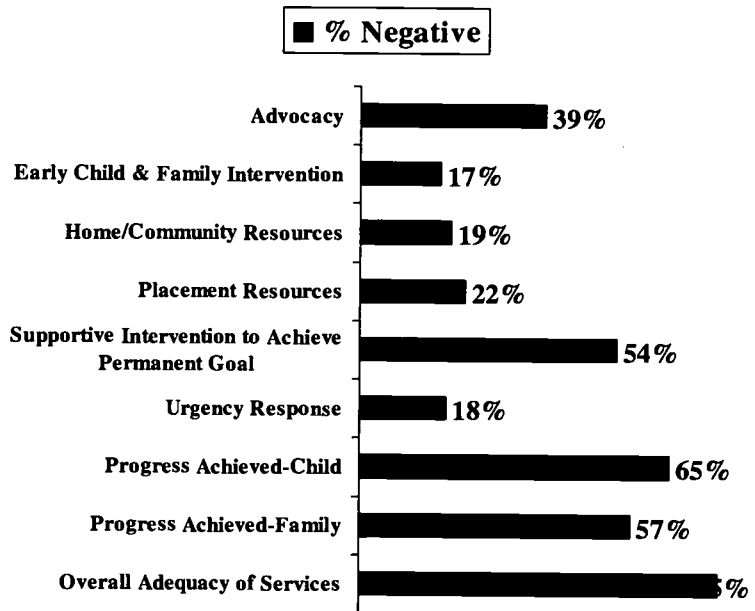 % Negative
Advocacy
39%
Early Child & Family Intervention
17%
Home/Community Resources
19%
Placement Resources
22%
Supportive Intervention to Achieve
Permanent Goal
54%
Urgency Response
18%
Progress Achieved-Child
65%
Progress Achieved-Family
57%
Overall Adequacy of Services